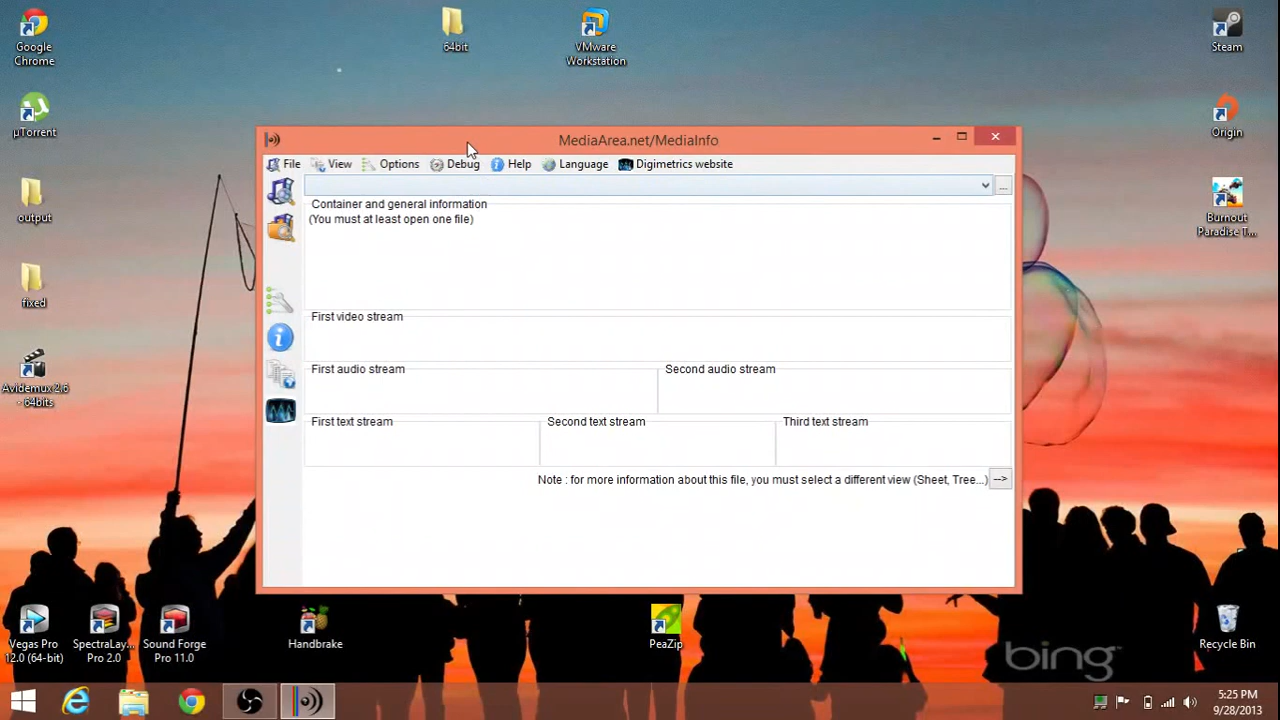 Google
Chrome
64bit
VMware
Workstation
Steam
µTorrent
Origin
output
Burnout
Paradise T...
fixed
Avidemux 2.6
- 64bits
MediaArea.net/MediaInfo
File View Options Debug Help Language Digimetrics website
...
Container and general information
(You must at least open one file)
First video stream
First audio stream
Second audio stream
First text stream
Second text stream
Third text stream
Note : for more information about this file, you must select a different view (Sheet, Tree...)
-->
Vegas Pro
12.0 (64-bit)
SpectraLay...
Pro 2.0
Sound Forge
Pro 11.0
Handbrake
PeaZip
Recycle Bin
bing
5:25 PM
9/28/2013